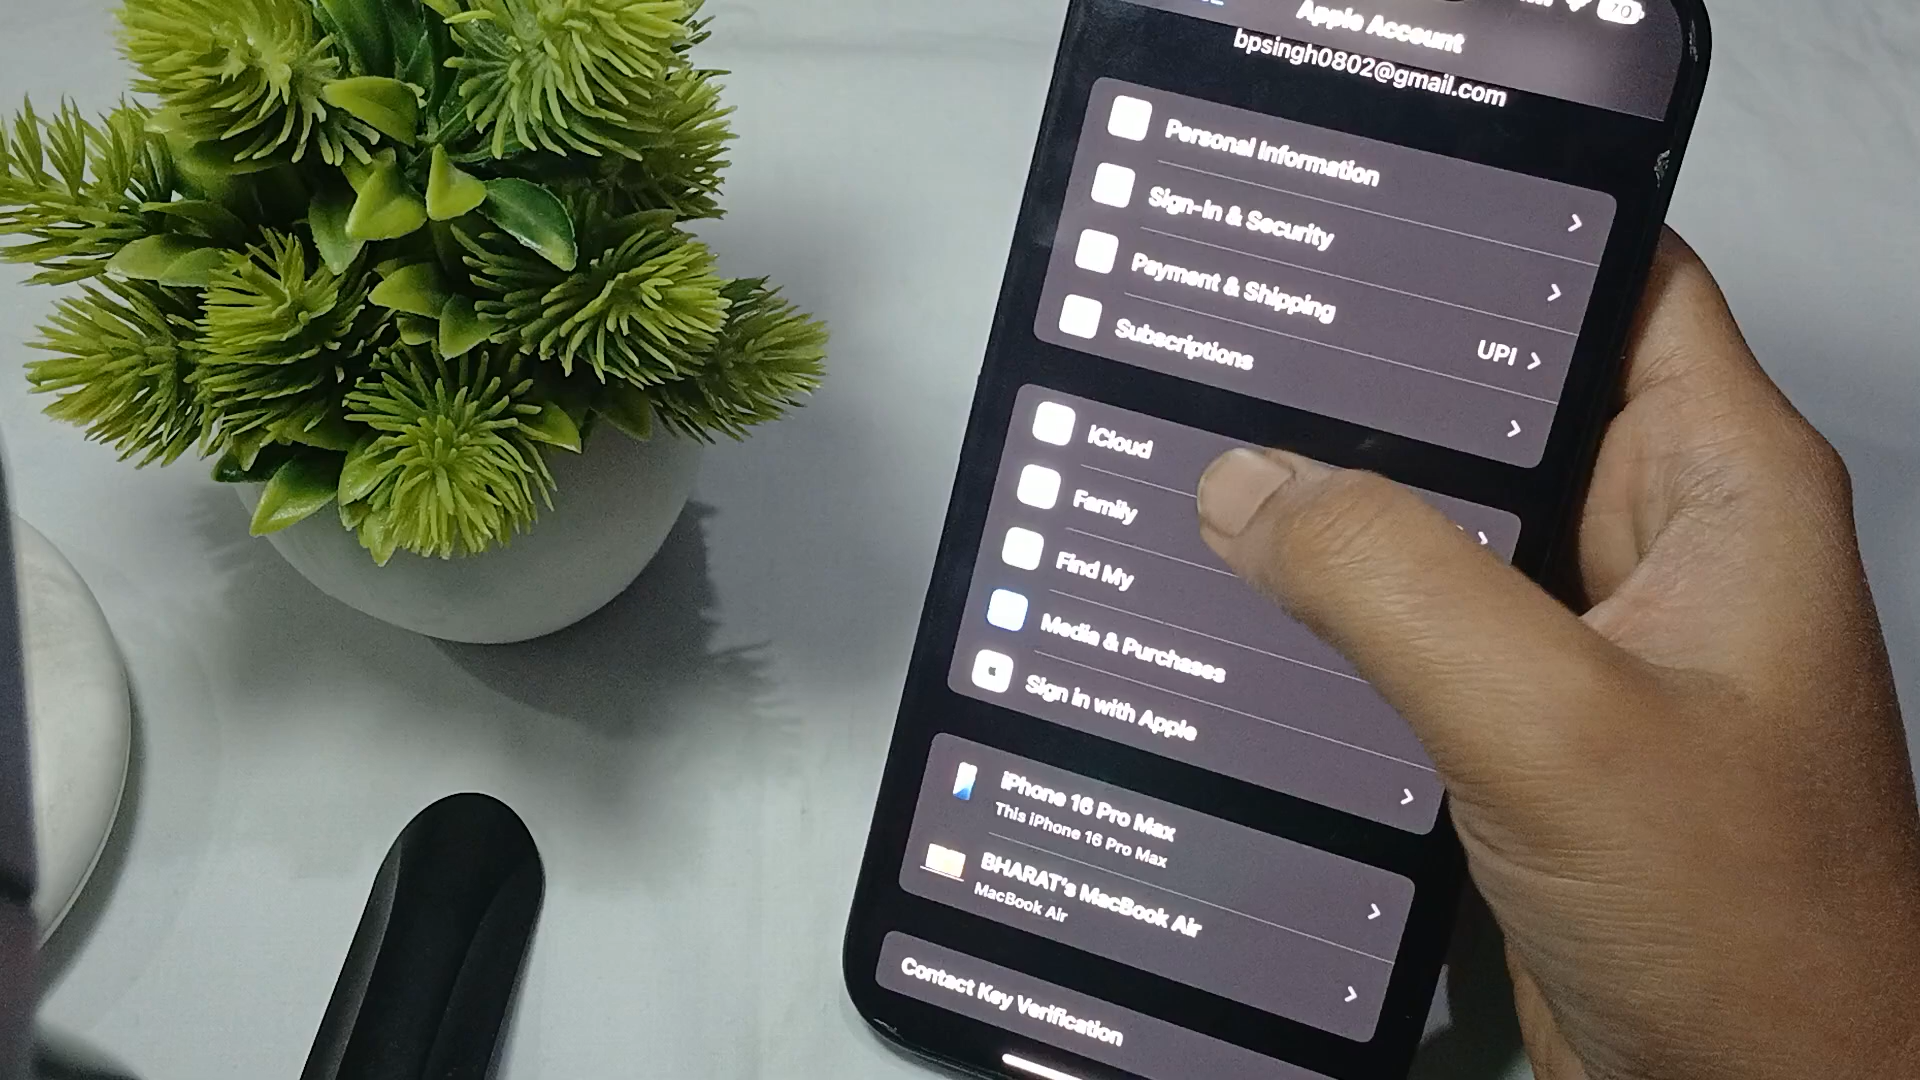 70
Apple Account
bpsingh0802@gmail.com
Personal Information
Sign-In & Security
Payment & Shipping
UPI
Subscriptions
iCloud
Family
Find My
Media & Purchases
Sign in with Apple
iPhone 16 Pro Max
This iPhone 16 Pro Max
BHARAT's MacBook Air
MacBook Air
Contact Key Verification